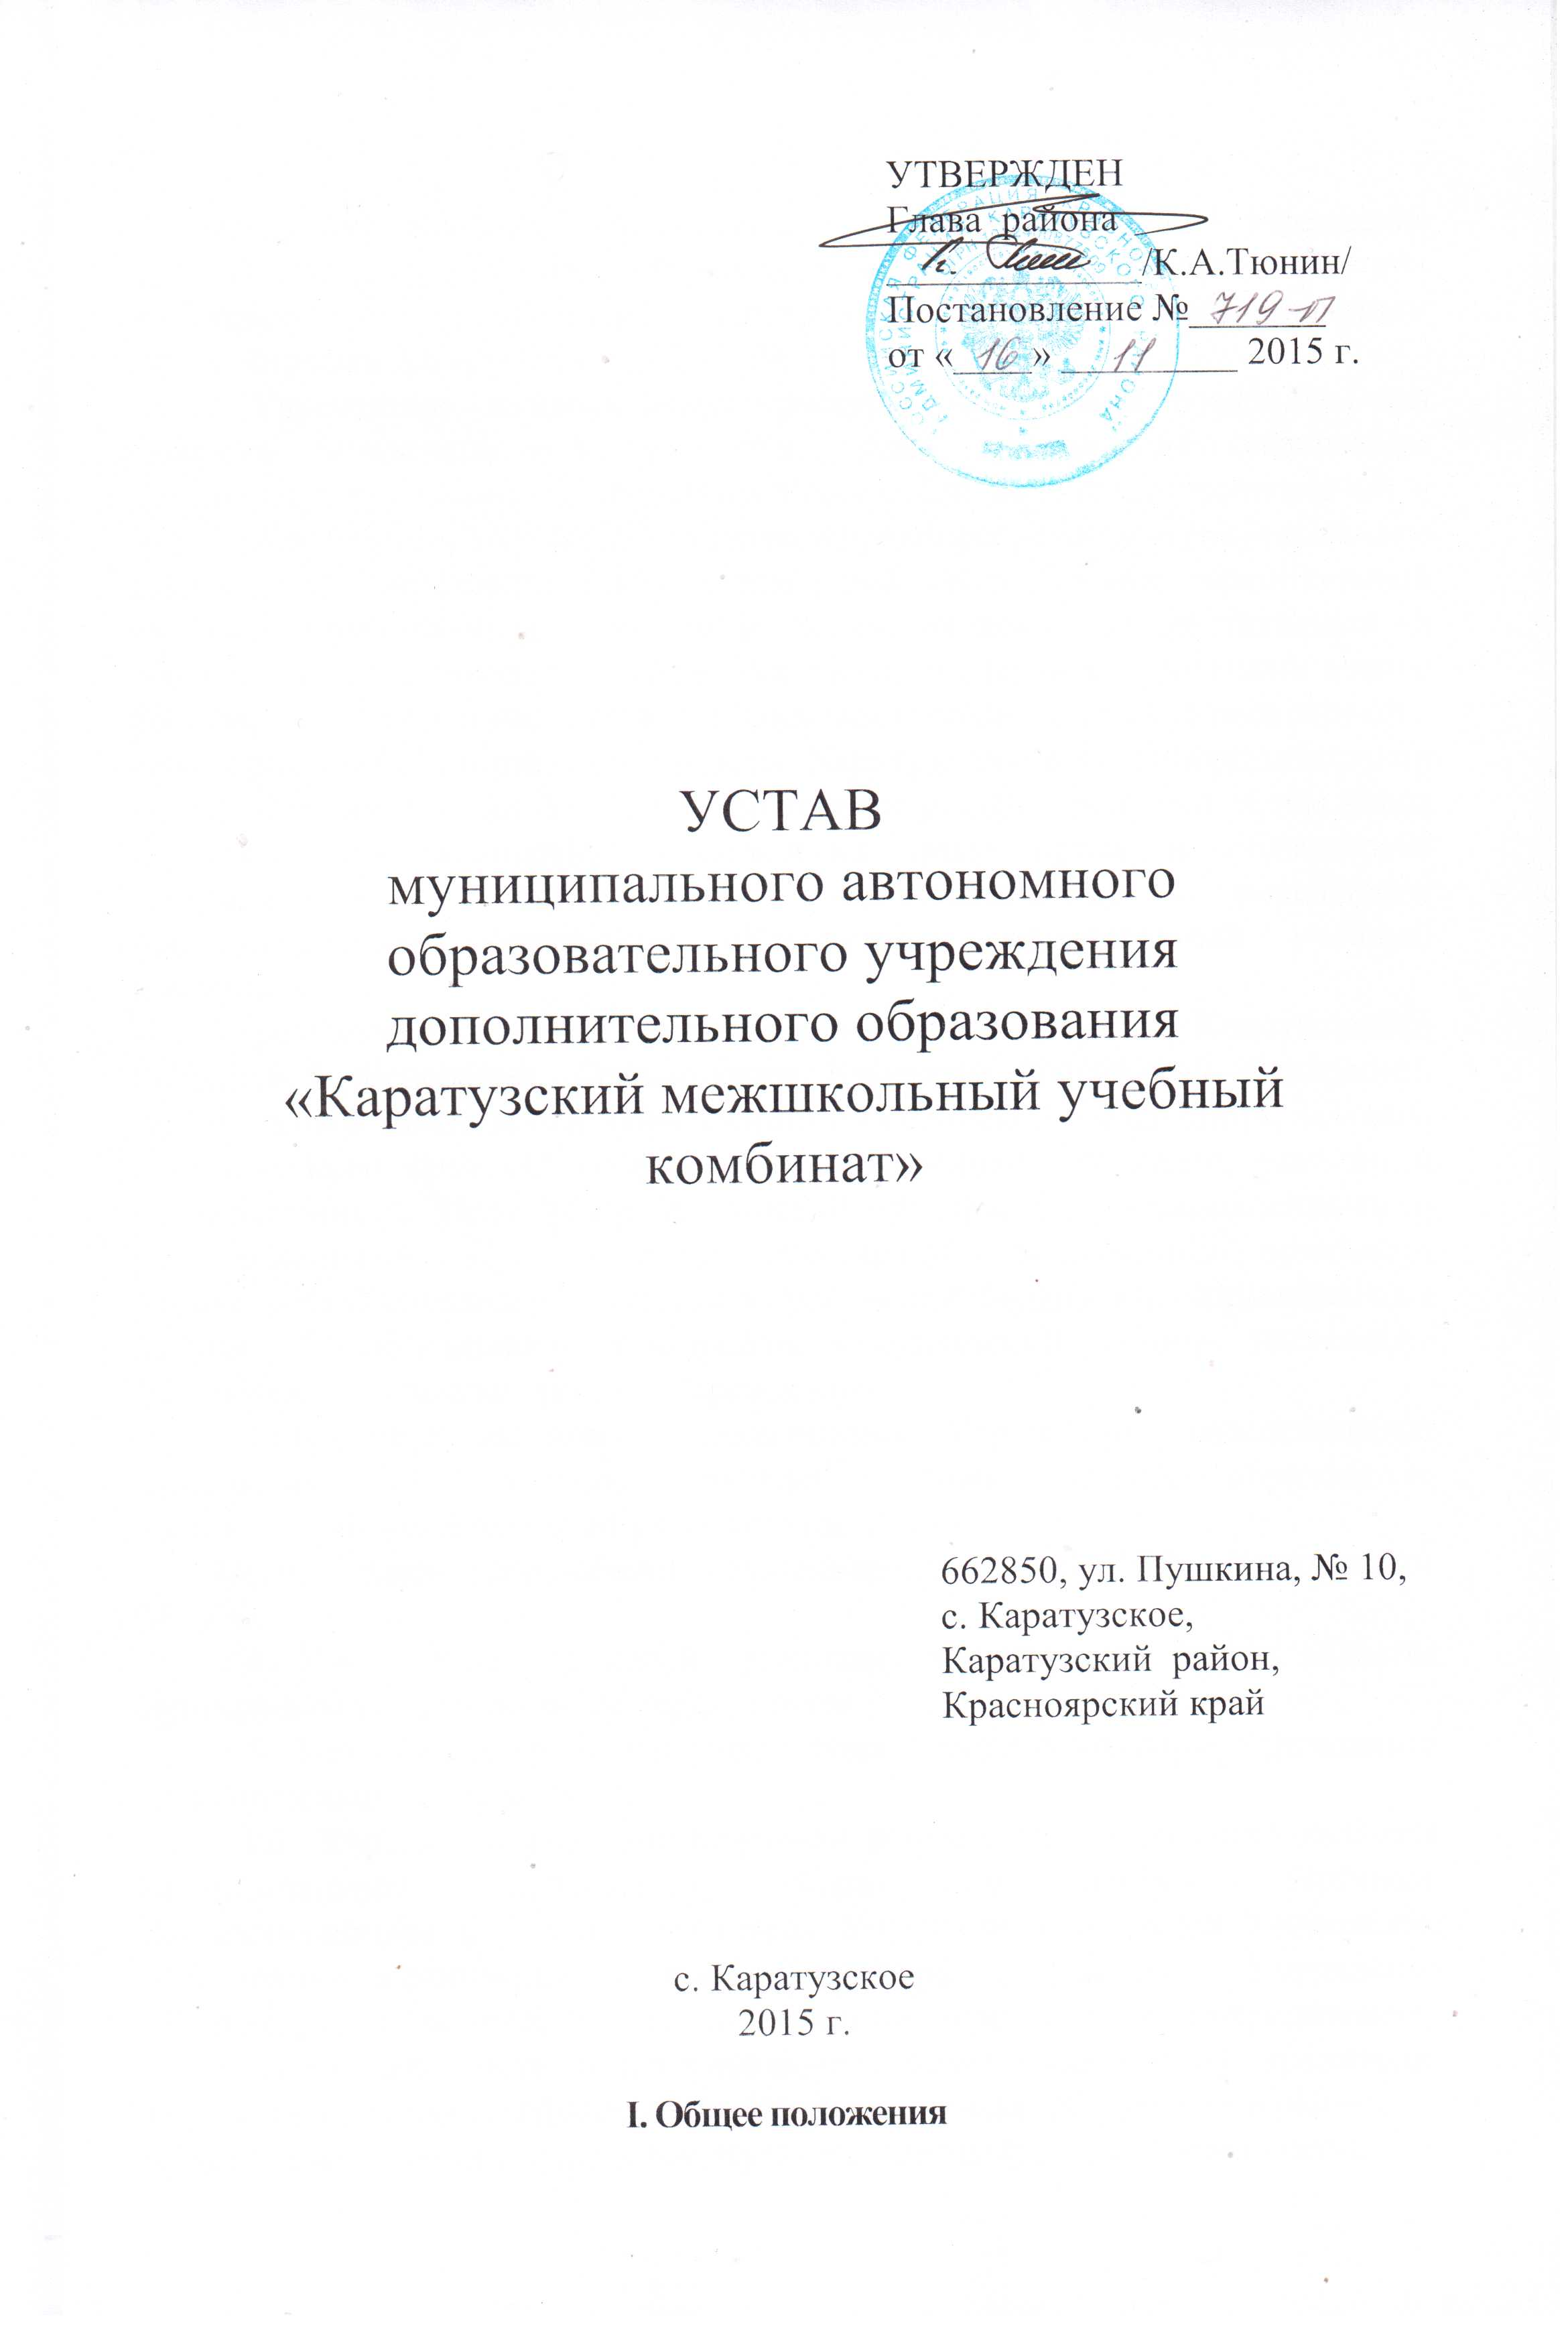 УТВЕРЖДЕН
Глава района
/К.А.Тюнин/
Постановление № 719-п
от «16» 11 2015 г.
УСТАВ
муниципального автономного
образовательного учреждения
дополнительного образования
«Каратузский межшкольный учебный
комбинат»
662850, ул. Пушкина, № 10,
с. Каратузское,
Каратузский район,
Красноярский край
с. Каратузское
2015 г.
I. Общее положения